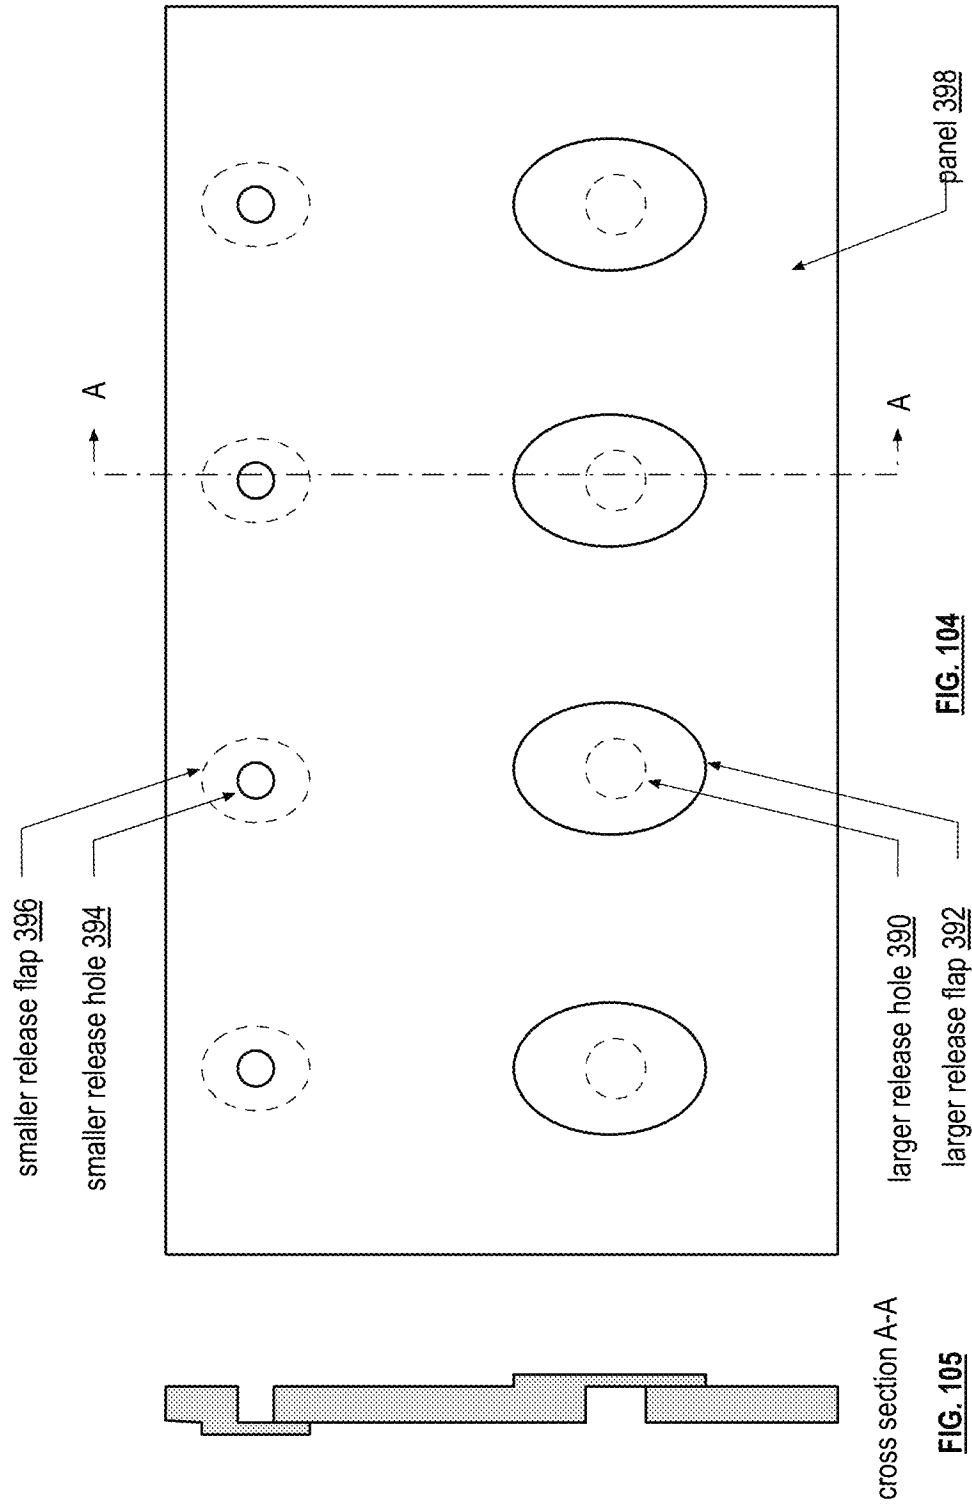 smaller release flap 396
smaller release hole 394
A
A
panel 398
larger release hole 390
larger release flap 392
FIG. 104
cross section A-A
FIG. 105